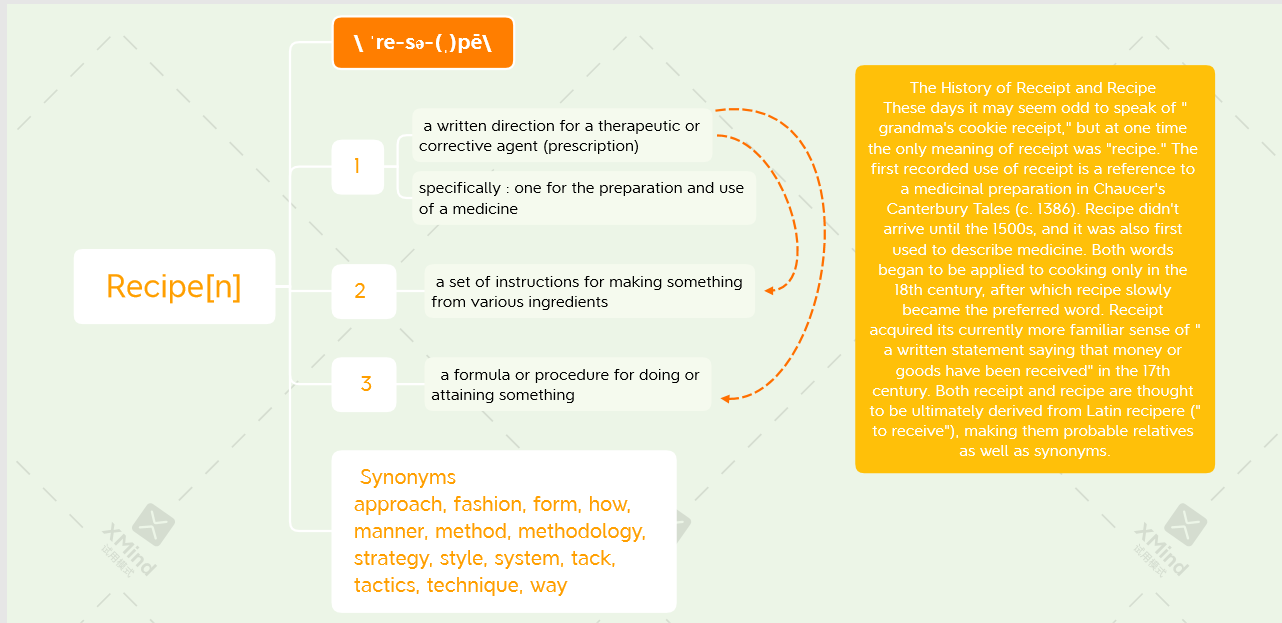 \ ˈre-sə-(ˌ)pē\
a written direction for a therapeutic or
corrective agent (prescription)
1
specifically : one for the preparation and use
of a medicine
Recipe[n]
2
a set of instructions for making something
from various ingredients
3
a formula or procedure for doing or
attaining something
Synonyms
approach, fashion, form, how,
manner, method, methodology,
strategy, style, system, tack,
tactics, technique, way
The History of Receipt and Recipe
These days it may seem odd to speak of "
grandma's cookie receipt," but at one time
the only meaning of receipt was "recipe." The
first recorded use of receipt is a reference to
a medicinal preparation in Chaucer's
Canterbury Tales (c. 1386). Recipe didn't
arrive until the 1500s, and it was also first
used to describe medicine. Both words
began to be applied to cooking only in the
18th century, after which recipe slowly
became the preferred word. Receipt
acquired its currently more familiar sense of "
a written statement saying that money or
goods have been received" in the 17th
century. Both receipt and recipe are thought
to be ultimately derived from Latin recipere ("
to receive"), making them probable relatives
as well as synonyms.
XMind
试用模式
XMind
试用模式